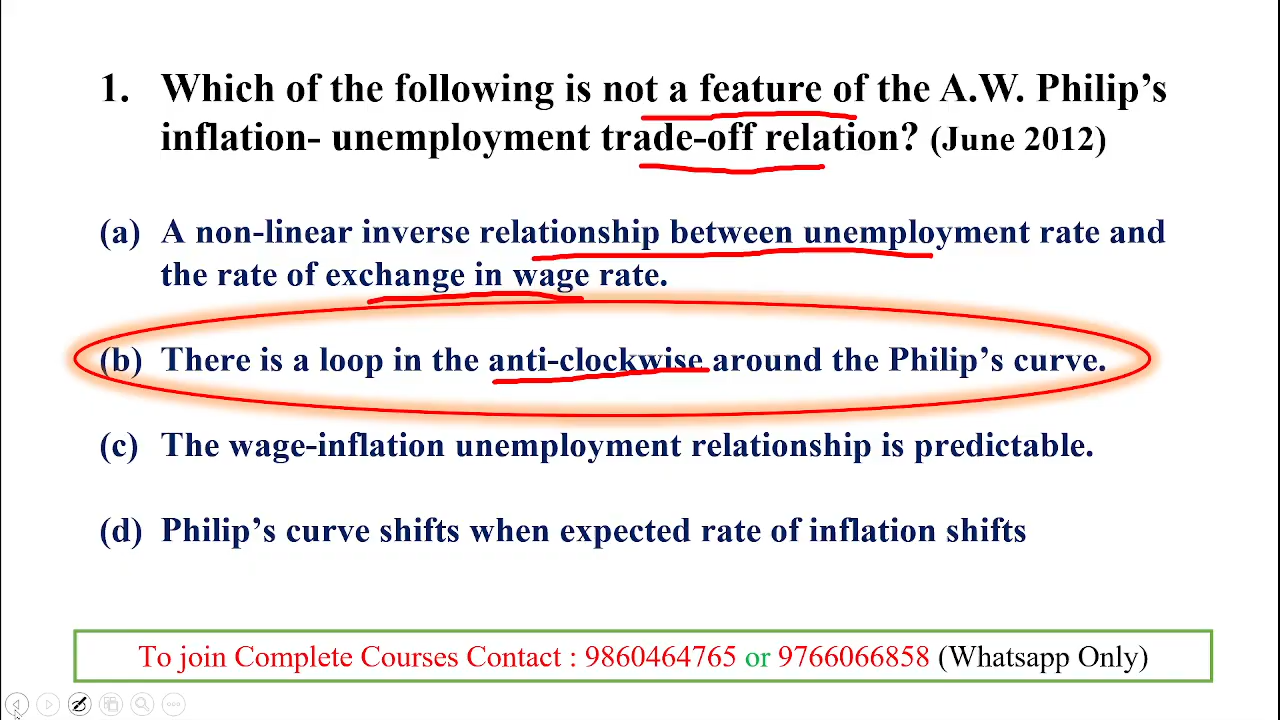 1. Which of the following is not a feature of the A.W. Philip's
inflation- unemployment trade-off relation? (June 2012)
(a) A non-linear inverse relationship between unemployment rate and
the rate of exchange in wage rate.
(b) There is a loop in the anti-clockwise around the Philip's curve.
(c) The wage-inflation unemployment relationship is predictable.
(d) Philip's curve shifts when expected rate of inflation shifts
To join Complete Courses Contact : 9860464765 or 9766066858 (Whatsapp Only)